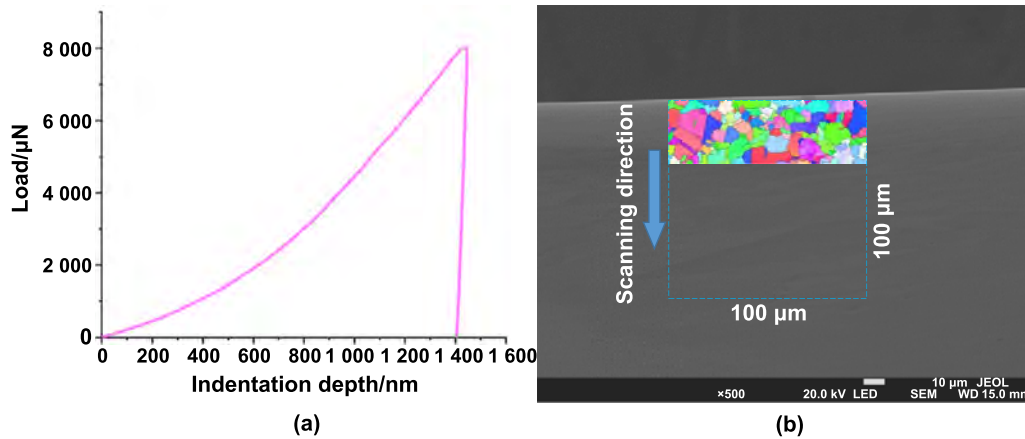 8 000
6 000
4 000
2 000
0
Load/μN
0 200 400 600 800 1 000 1 200 1 400 1 600
Indentation depth/nm
(a)
Scanning direction
100 μm
100 μm
10 μm JEOL
×500 20.0 kV LED SEM WD 15.0 mm
(b)